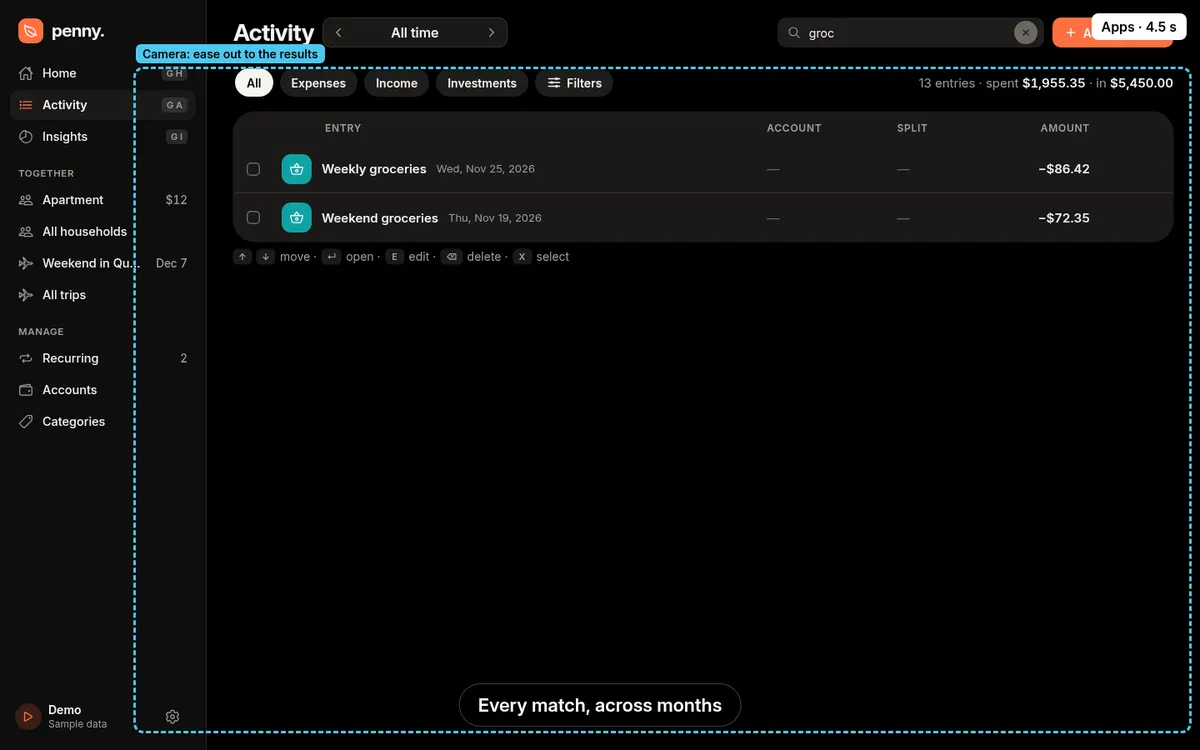 penny.
Activity
All time
groc
+ A
Apps · 4.5 s
Camera: ease out to the results
Home
G H
Activity
G A
Insights
G I
TOGETHER
Apartment
$12
All households
Weekend in Qu...
Dec 7
All trips
MANAGE
Recurring
2
Accounts
Categories
Demo
Sample data
All
Expenses
Income
Investments
Filters
13 entries · spent $1,955.35 · in $5,450.00
ENTRY ACCOUNT SPLIT AMOUNT
Weekly groceries Wed, Nov 25, 2026 — — −$86.42
Weekend groceries Thu, Nov 19, 2026 — — −$72.35
↑ ↓ move · ↵ open · E edit · ⌫ delete · X select
Every match, across months